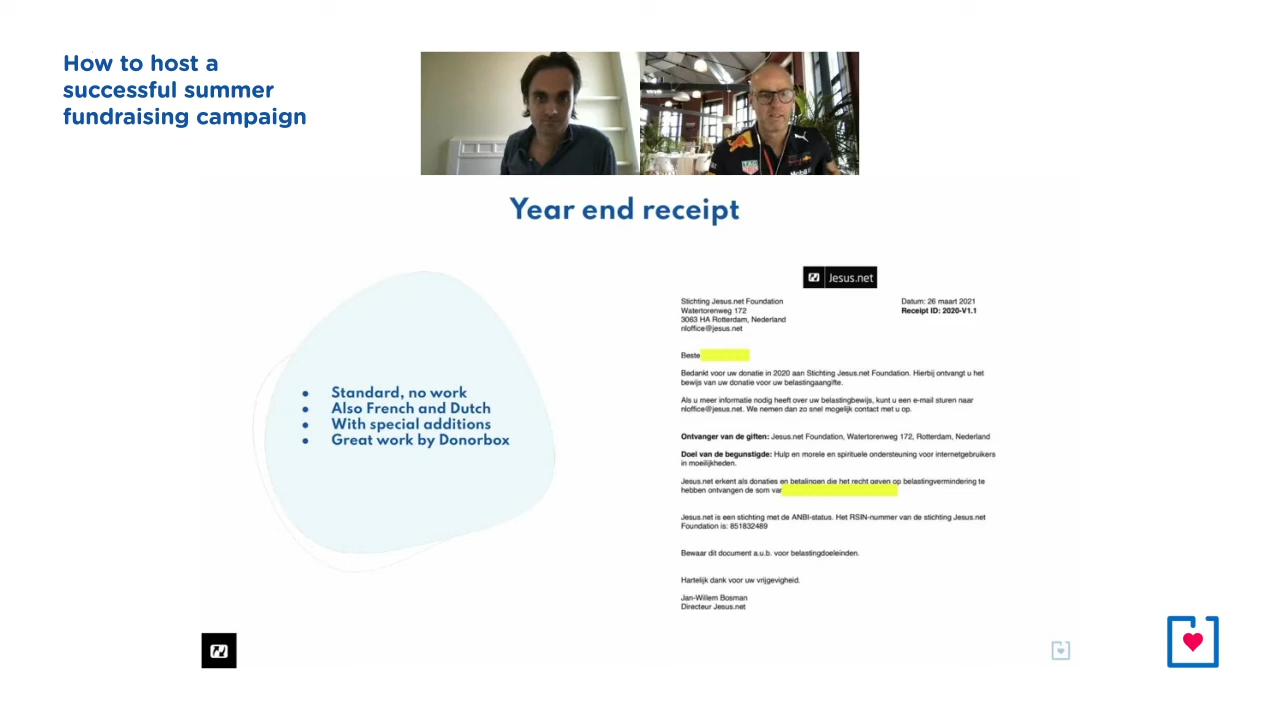 How to host a
successful summer
fundraising campaign
TAG
Year end receipt
• Standard, no work
• Also French and Dutch
• With special additions
• Great work by Donorbox
Jesus.net
Stichting Jesus.net Foundation
Watertorenweg 172
3063 HA Rotterdam, Nederland
nloffice@jesus.net
Datum: 26 maart 2021
Receipt ID: 2020-V1.1
Beste
Bedankt voor uw donatie in 2020 aan Stichting Jesus.net Foundation. Hierbij ontvangt u het
bewijs van uw donatie voor uw belastingaangifte.
Als u meer informatie nodig heeft over uw belastingbewijs, kunt u een e-mail sturen naar
nloffice@jesus.net. We nemen dan zo snel mogelijk contact met u op.
Ontvanger van de giften: Jesus.net Foundation, Watertorenweg 172, Rotterdam, Nederland
Doel van de begunstigde: Hulp en morele en spirituele ondersteuning voor internetgebruikers
in moeilijkheden.
Jesus.net erkent als donaties en betalingen die het recht geven op belastingvermindering te
hebben ontvangen de som van
Jesus.net is een stichting met de ANBI-status. Het RSIN-nummer van de stichting Jesus.net
Foundation is: 851832489
Bewaar dit document a.u.b. voor belastingdoeleinden.
Hartelijk dank voor uw vrijgevigheid.
Jan-Willem Bosman
Directeur Jesus.net